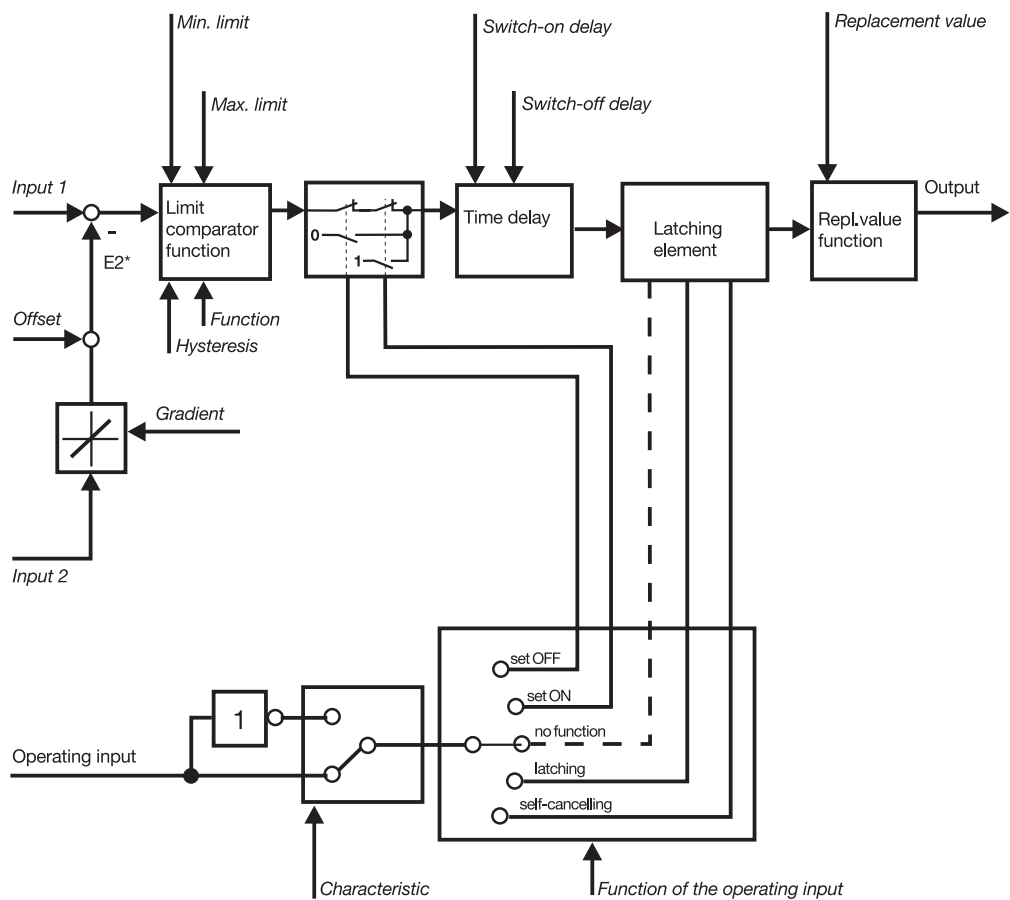 Min. limit
Switch-on delay
Replacement value
Max. limit
Switch-off delay
Input 1
Limit
comparator
function
0
1
Time delay
Latching
element
Repl. value
function
Output
-
E2*
Offset
Function
Hysteresis
Gradient
Input 2
set OFF
set ON
1
no function
Operating input
latching
self-cancelling
Characteristic
Function of the operating input